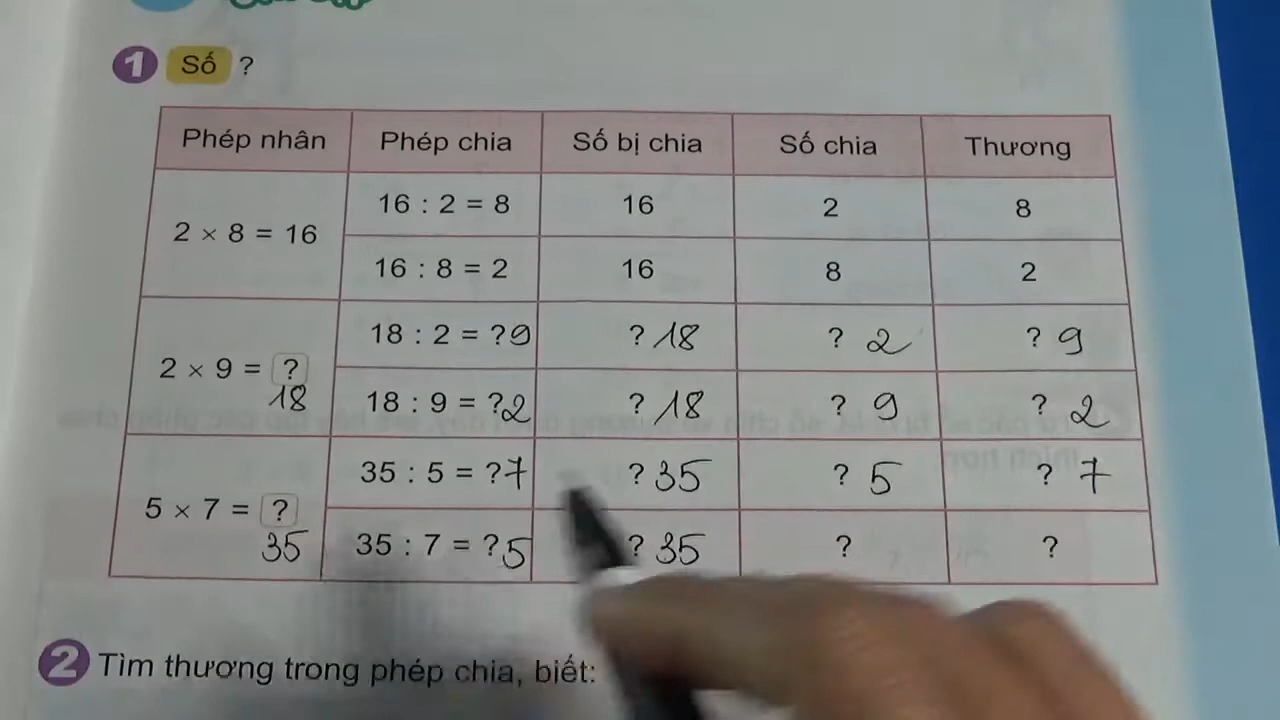 1 Số ?
Phép nhân Phép chia Số bị chia Số chia Thương
2 × 8 = 16
16 : 2 = 8 16 2 8
16 : 8 = 2 16 8 2
2 × 9 = ?
18
18 : 2 = ?9 ? 18 ? 2 ? 9
18 : 9 = ?2 ? 18 ? 9 ? 2
5 × 7 = ?
35
35 : 5 = ?7 ? 35 ? 5 ? 7
35 : 7 = ?5 ? 35 ? ?
2 Tìm thương trong phép chia, biết: